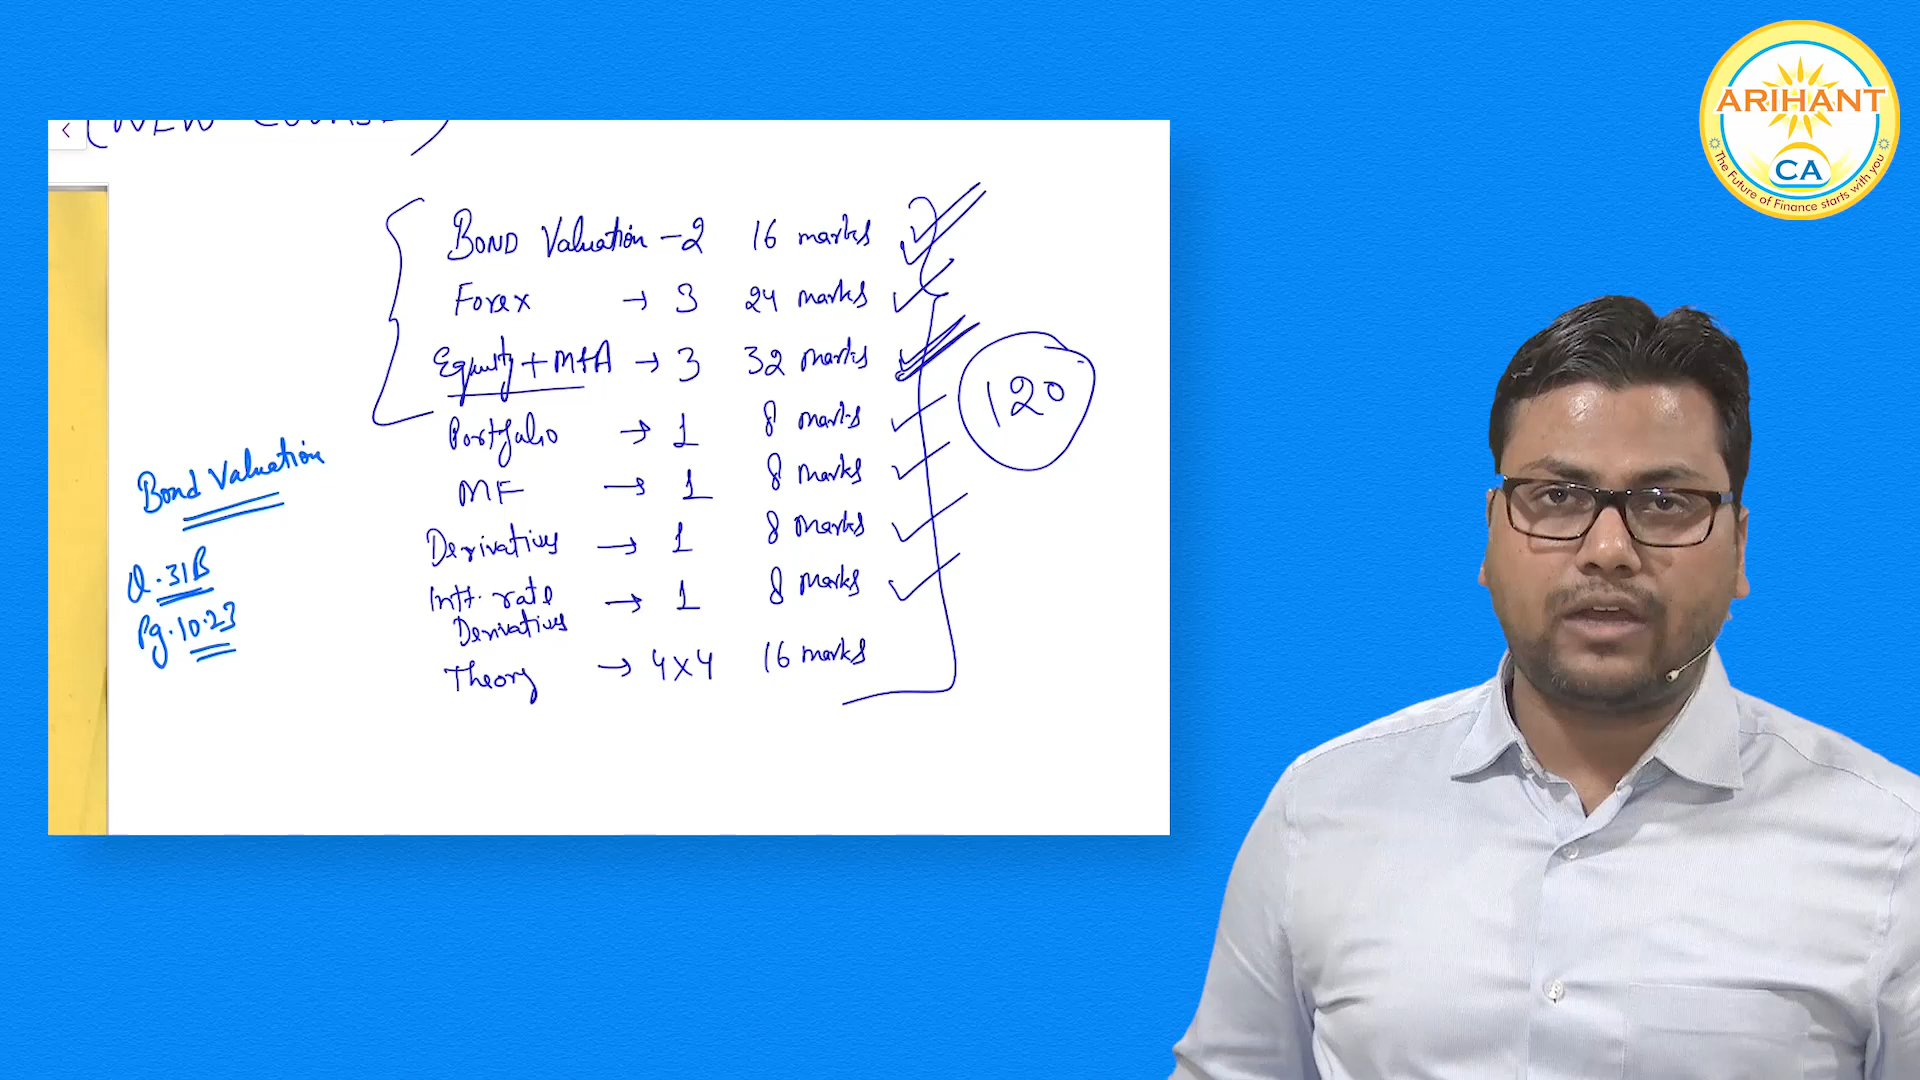 (NEW COURSE)
BOND Valuation - 2 16 marks
Forex → 3 24 marks
Equity + M&A → 3 32 marks
Portfolio → 1 8 marks
MF → 1 8 marks
Derivatives → 1 8 marks
Intt. rate Derivatives → 1 8 marks
Theory → 4x4 16 marks
120
Bond Valuation
Q.31B
Pg.10.23
ARIHANT
CA
The Future of Finance starts with you